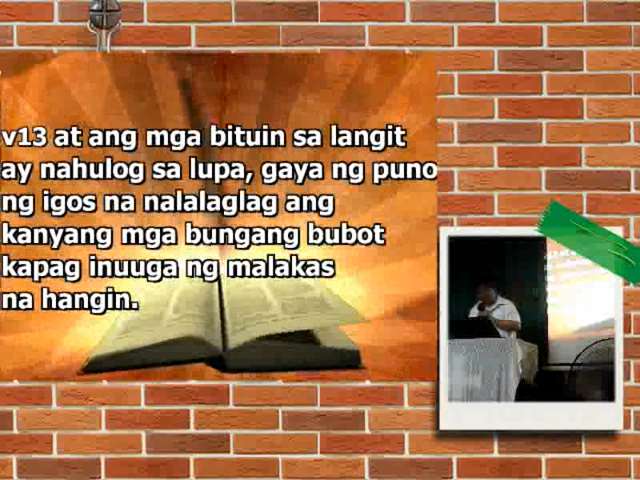 v13 at ang mga bituin sa langit
ay nahulog sa lupa, gaya ng puno
ng igos na nalalaglag ang
kanyang mga bungang bubot
kapag inuuga ng malakas
na hangin.